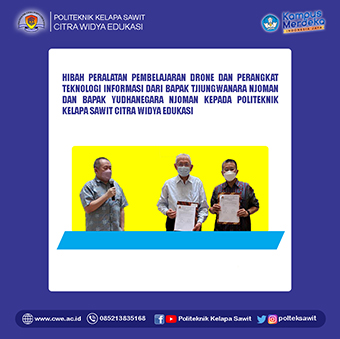 POLITEKNIK KELAPA SAWIT
CITRA WIDYA EDUKASI
Kampus
Merdeka
INDONESIA JAYA
HIBAH PERALATAN PEMBELAJARAN DRONE DAN PERANGKAT
TEKNOLOGI INFORMASI DARI BAPAK TJIUNGWANARA NJOMAN
DAN BAPAK YUDHANEGARA NJOMAN KEPADA POLITEKNIK
KELAPA SAWIT CITRA WIDYA EDUKASI
www.cwe.ac.id 085213835168 Politeknik Kelapa Sawit polteksawit